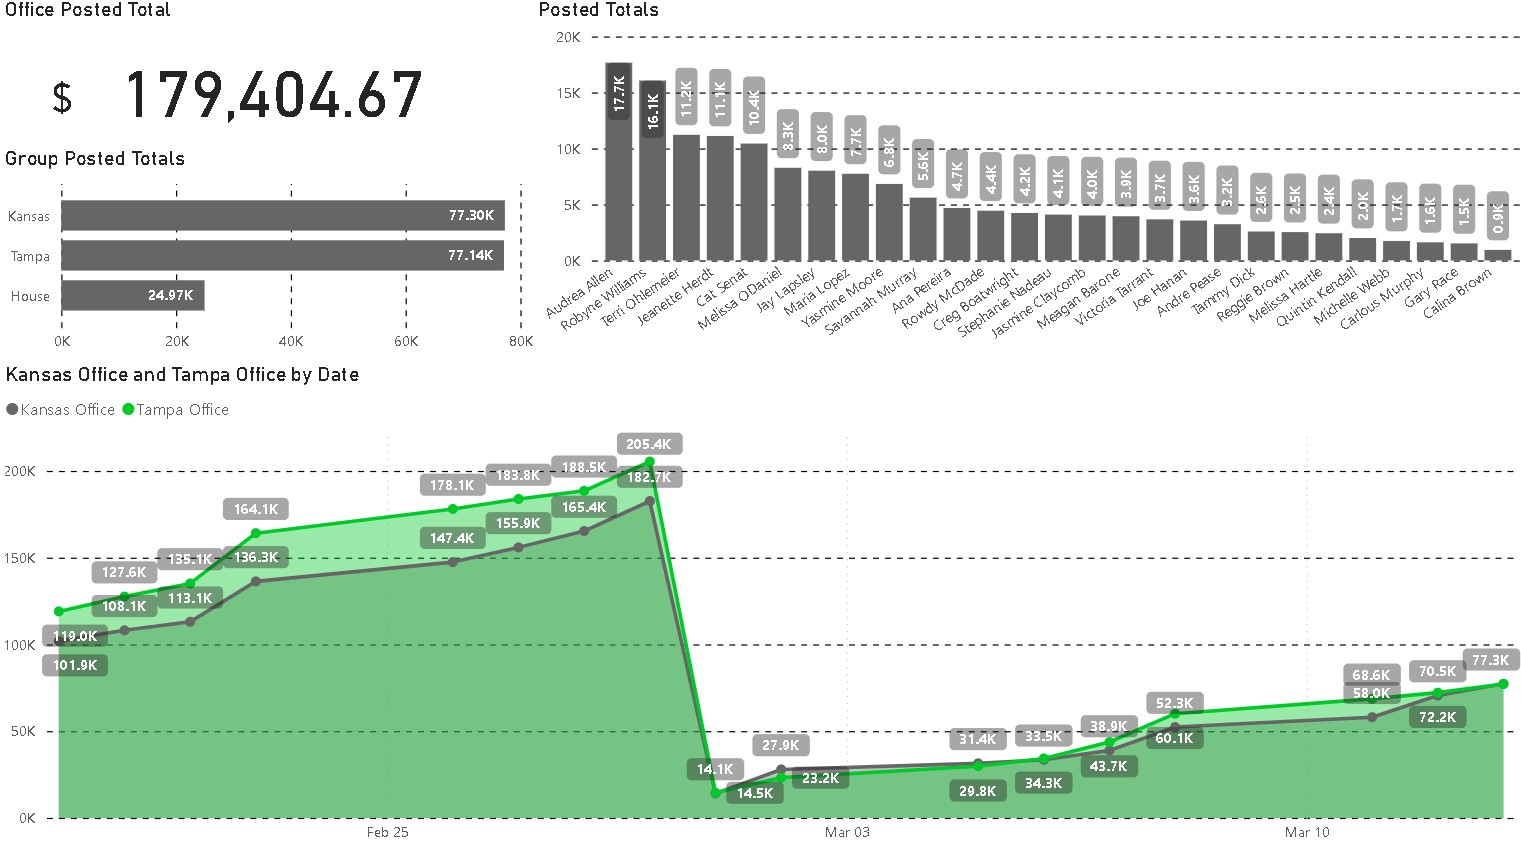 Office Posted Total
$ 179,404.67
Group Posted Totals
Kansas 77.30K
Tampa 77.14K
House 24.97K
0K 20K 40K 60K 80K
Posted Totals
20K
15K
10K
5K
0K
17.7K 16.1K 11.2K 11.1K 10.4K 8.3K 8.0K 7.7K 6.8K 5.6K 4.7K 4.4K 4.2K 4.1K 4.0K 3.9K 3.7K 3.6K 3.2K 2.6K 2.5K 2.4K 2.0K 1.7K 1.6K 1.5K 0.9K
Audrea Allen
Robyne Williams
Terri Ohlemeier
Jeanette Herdt
Cat Senat
Melissa ODaniel
Jay Lapsley
Maria Lopez
Yasmine Moore
Savannah Murray
Ana Pereira
Rowdy McDade
Creg Boatwright
Stephanie Nadeau
Jasmine Claycomb
Meagan Barone
Victoria Tarrant
Joe Hanan
Andre Pease
Tammy Dick
Reggie Brown
Melissa Hartle
Quintin Kendall
Michelle Webb
Carlous Murphy
Gary Race
Calina Brown
Kansas Office and Tampa Office by Date
Kansas Office Tampa Office
200K
150K
100K
50K
0K
119.0K 127.6K 135.1K 164.1K 178.1K 183.8K 188.5K 205.4K
101.9K 108.1K 113.1K 136.3K 147.4K 155.9K 165.4K 182.7K
14.1K 27.9K 31.4K 33.5K 38.9K 52.3K 68.6K 70.5K 77.3K
14.5K 23.2K 29.8K 34.3K 43.7K 60.1K 58.0K 72.2K
Feb 25 Mar 03 Mar 10